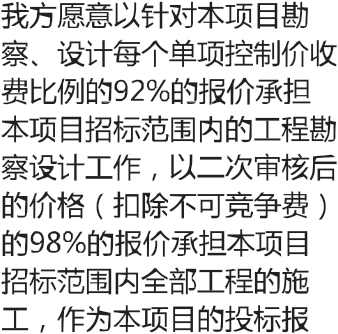 我方愿意以针对本项目勘
察、设计每个单项控制价收
费比例的92%的报价承担
本项目招标范围内的工程勘
察设计工作，以二次审核后
的价格（扣除不可竞争费）
的98%的报价承担本项目
招标范围内全部工程的施
工，作为本项目的投标报